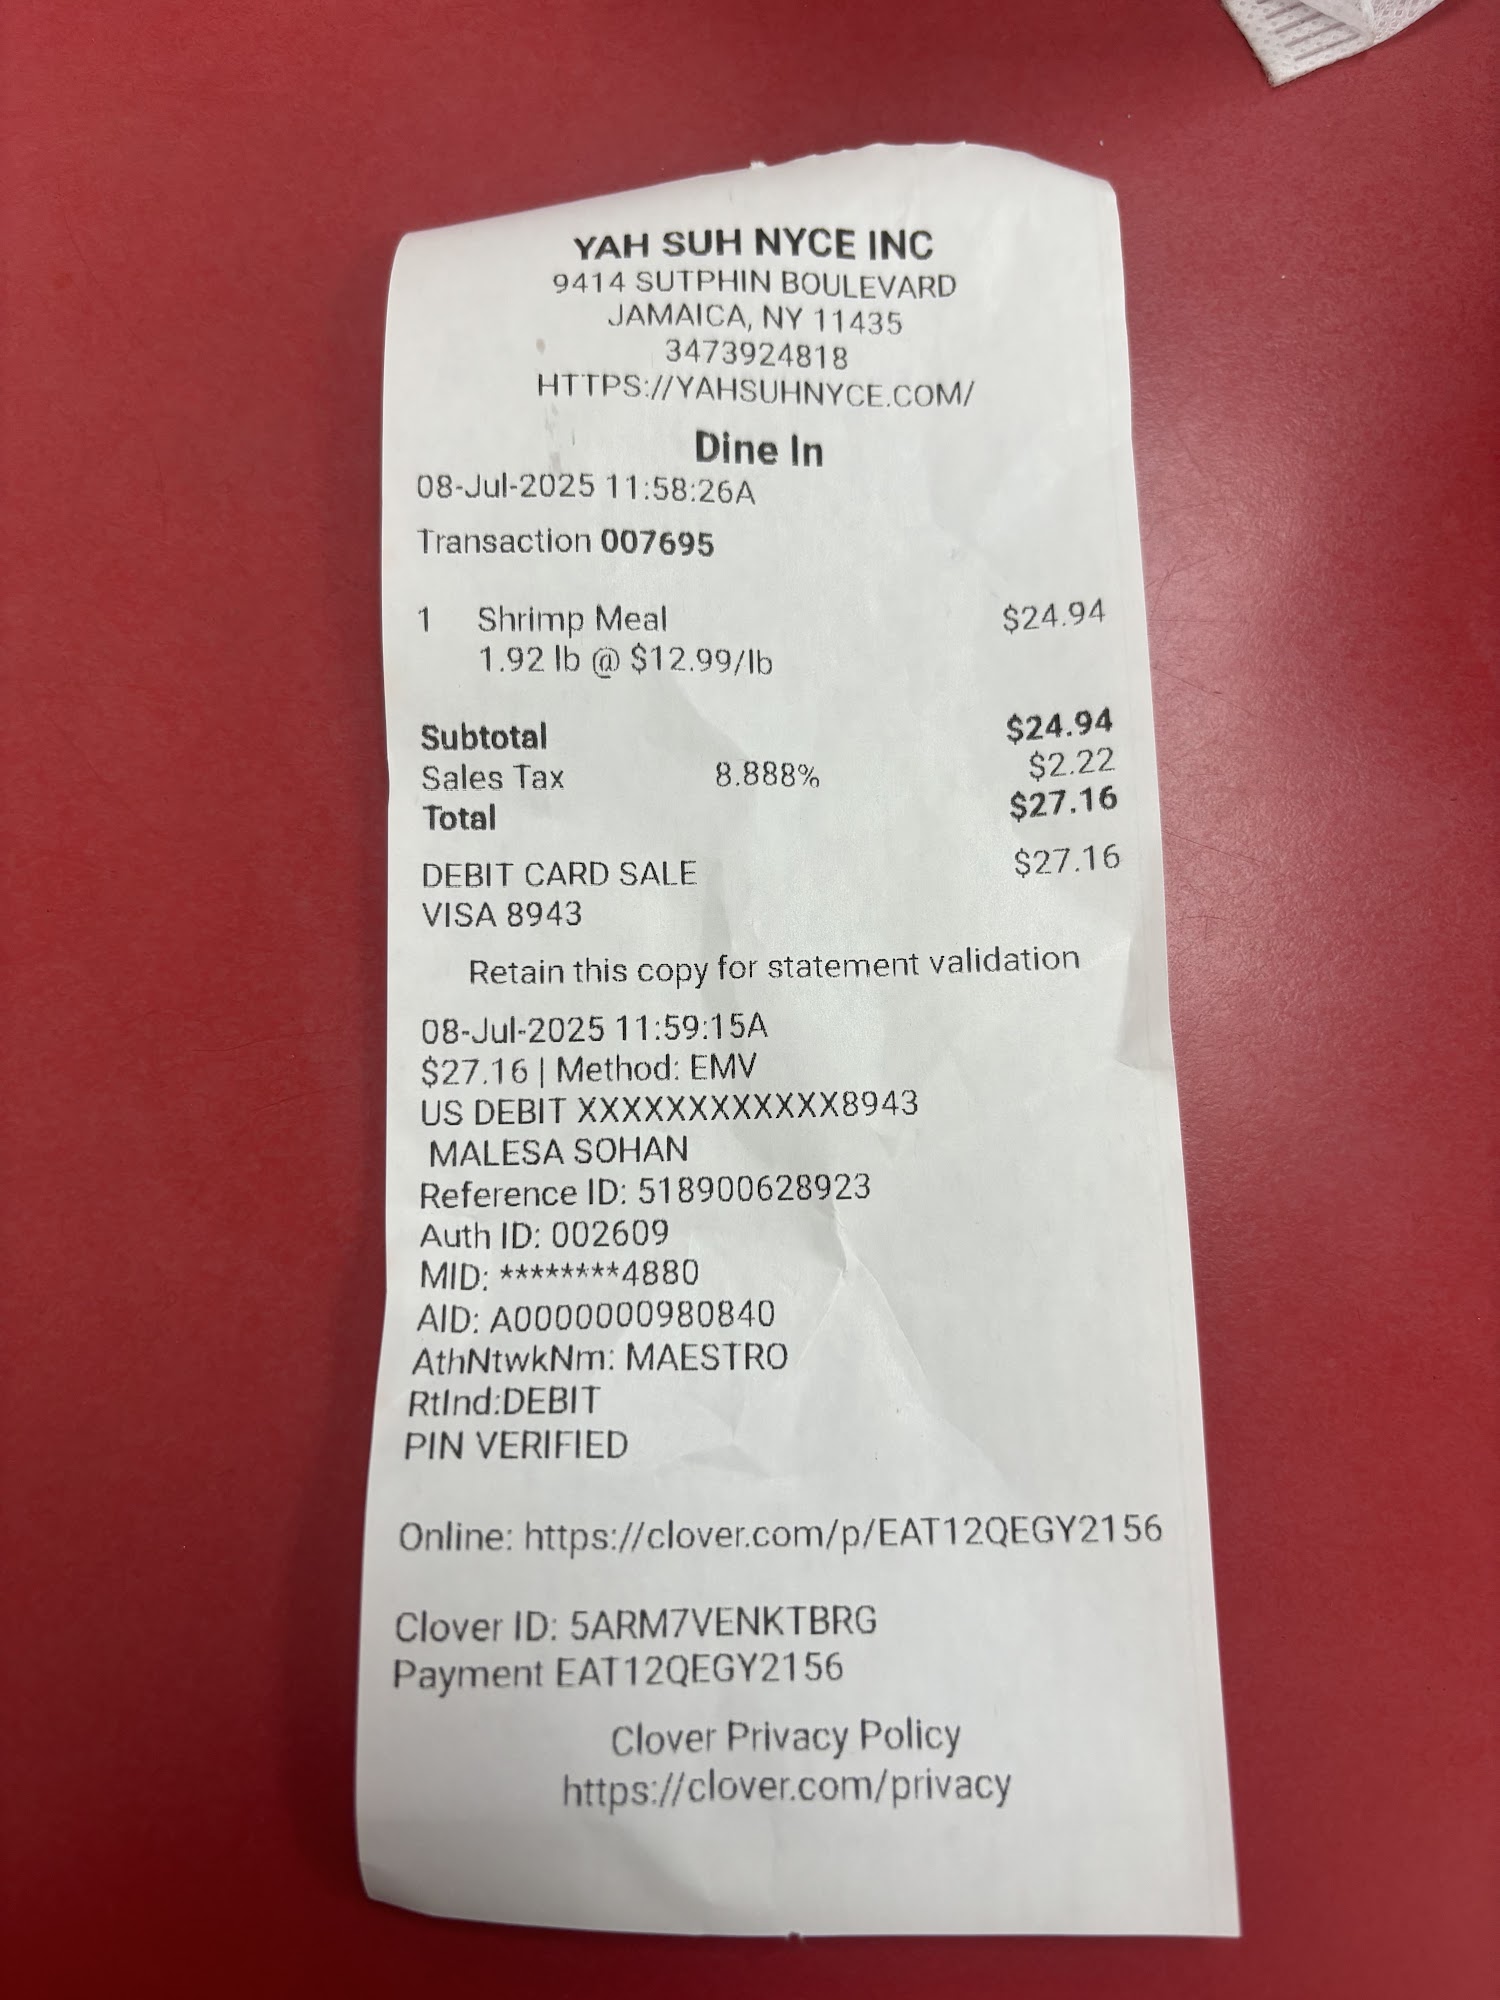 YAH SUH NYCE INC
9414 SUTPHIN BOULEVARD
JAMAICA, NY 11435
3473924818
HTTPS://YAHSUHNYCE.COM/
Dine In
08-Jul-2025 11:58:26A
Transaction 007695
1 Shrimp Meal $24.94
1.92 lb @ $12.99/lb
Subtotal $24.94
Sales Tax 8.888% $2.22
Total $27.16
DEBIT CARD SALE $27.16
VISA 8943
Retain this copy for statement validation
08-Jul-2025 11:59:15A
$27.16 | Method: EMV
US DEBIT XXXXXXXXXXXX8943
MALESA SOHAN
Reference ID: 518900628923
Auth ID: 002609
MID: ********4880
AID: A0000000980840
AthNtwkNm: MAESTRO
RtInd:DEBIT
PIN VERIFIED
Online: https://clover.com/p/EAT12QEGY2156
Clover ID: 5ARM7VENKTBRG
Payment EAT12QEGY2156
Clover Privacy Policy
https://clover.com/privacy